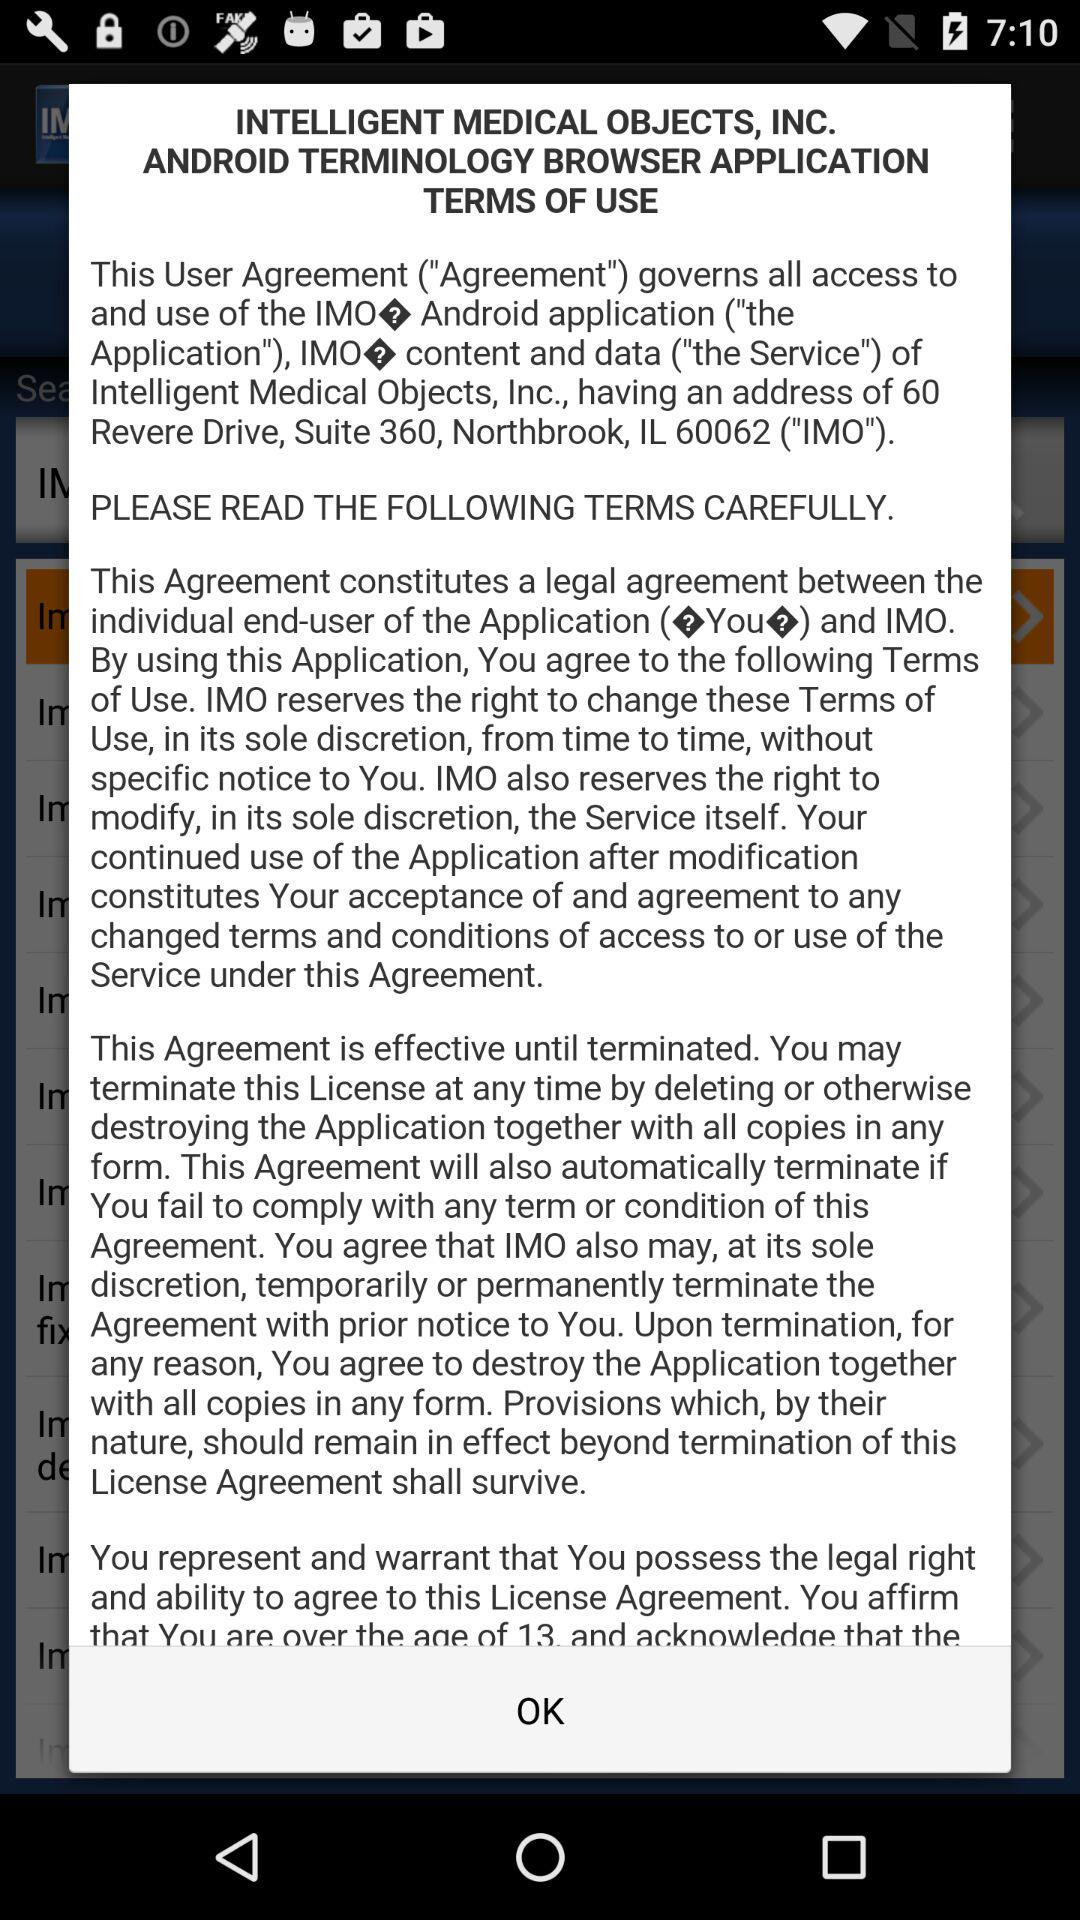 FAKE
7:10
IM
INTELLIGENT MEDICAL OBJECTS, INC.
ANDROID TERMINOLOGY BROWSER APPLICATION
TERMS OF USE
This User Agreement ("Agreement") governs all access to
and use of the IMO� Android application ("the
Application"), IMO� content and data ("the Service") of
Intelligent Medical Objects, Inc., having an address of 60
Revere Drive, Suite 360, Northbrook, IL 60062 ("IMO").
PLEASE READ THE FOLLOWING TERMS CAREFULLY.
This Agreement constitutes a legal agreement between the
individual end-user of the Application (�You�) and IMO.
By using this Application, You agree to the following Terms
of Use. IMO reserves the right to change these Terms of
Use, in its sole discretion, from time to time, without
specific notice to You. IMO also reserves the right to
modify, in its sole discretion, the Service itself. Your
continued use of the Application after modification
constitutes Your acceptance of and agreement to any
changed terms and conditions of access to or use of the
Service under this Agreement.
This Agreement is effective until terminated. You may
terminate this License at any time by deleting or otherwise
destroying the Application together with all copies in any
form. This Agreement will also automatically terminate if
You fail to comply with any term or condition of this
Agreement. You agree that IMO also may, at its sole
discretion, temporarily or permanently terminate the
Agreement with prior notice to You. Upon termination, for
any reason, You agree to destroy the Application together
with all copies in any form. Provisions which, by their
nature, should remain in effect beyond termination of this
License Agreement shall survive.
You represent and warrant that You possess the legal right
and ability to agree to this License Agreement. You affirm
that You are over the age of 13, and acknowledge that the
OK